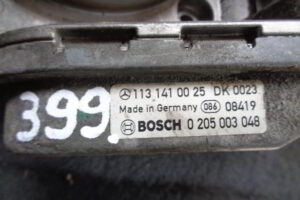 399.
113 141 00 25 DK 0023
Made in Germany 086 08419
BOSCH 0 205 003 048